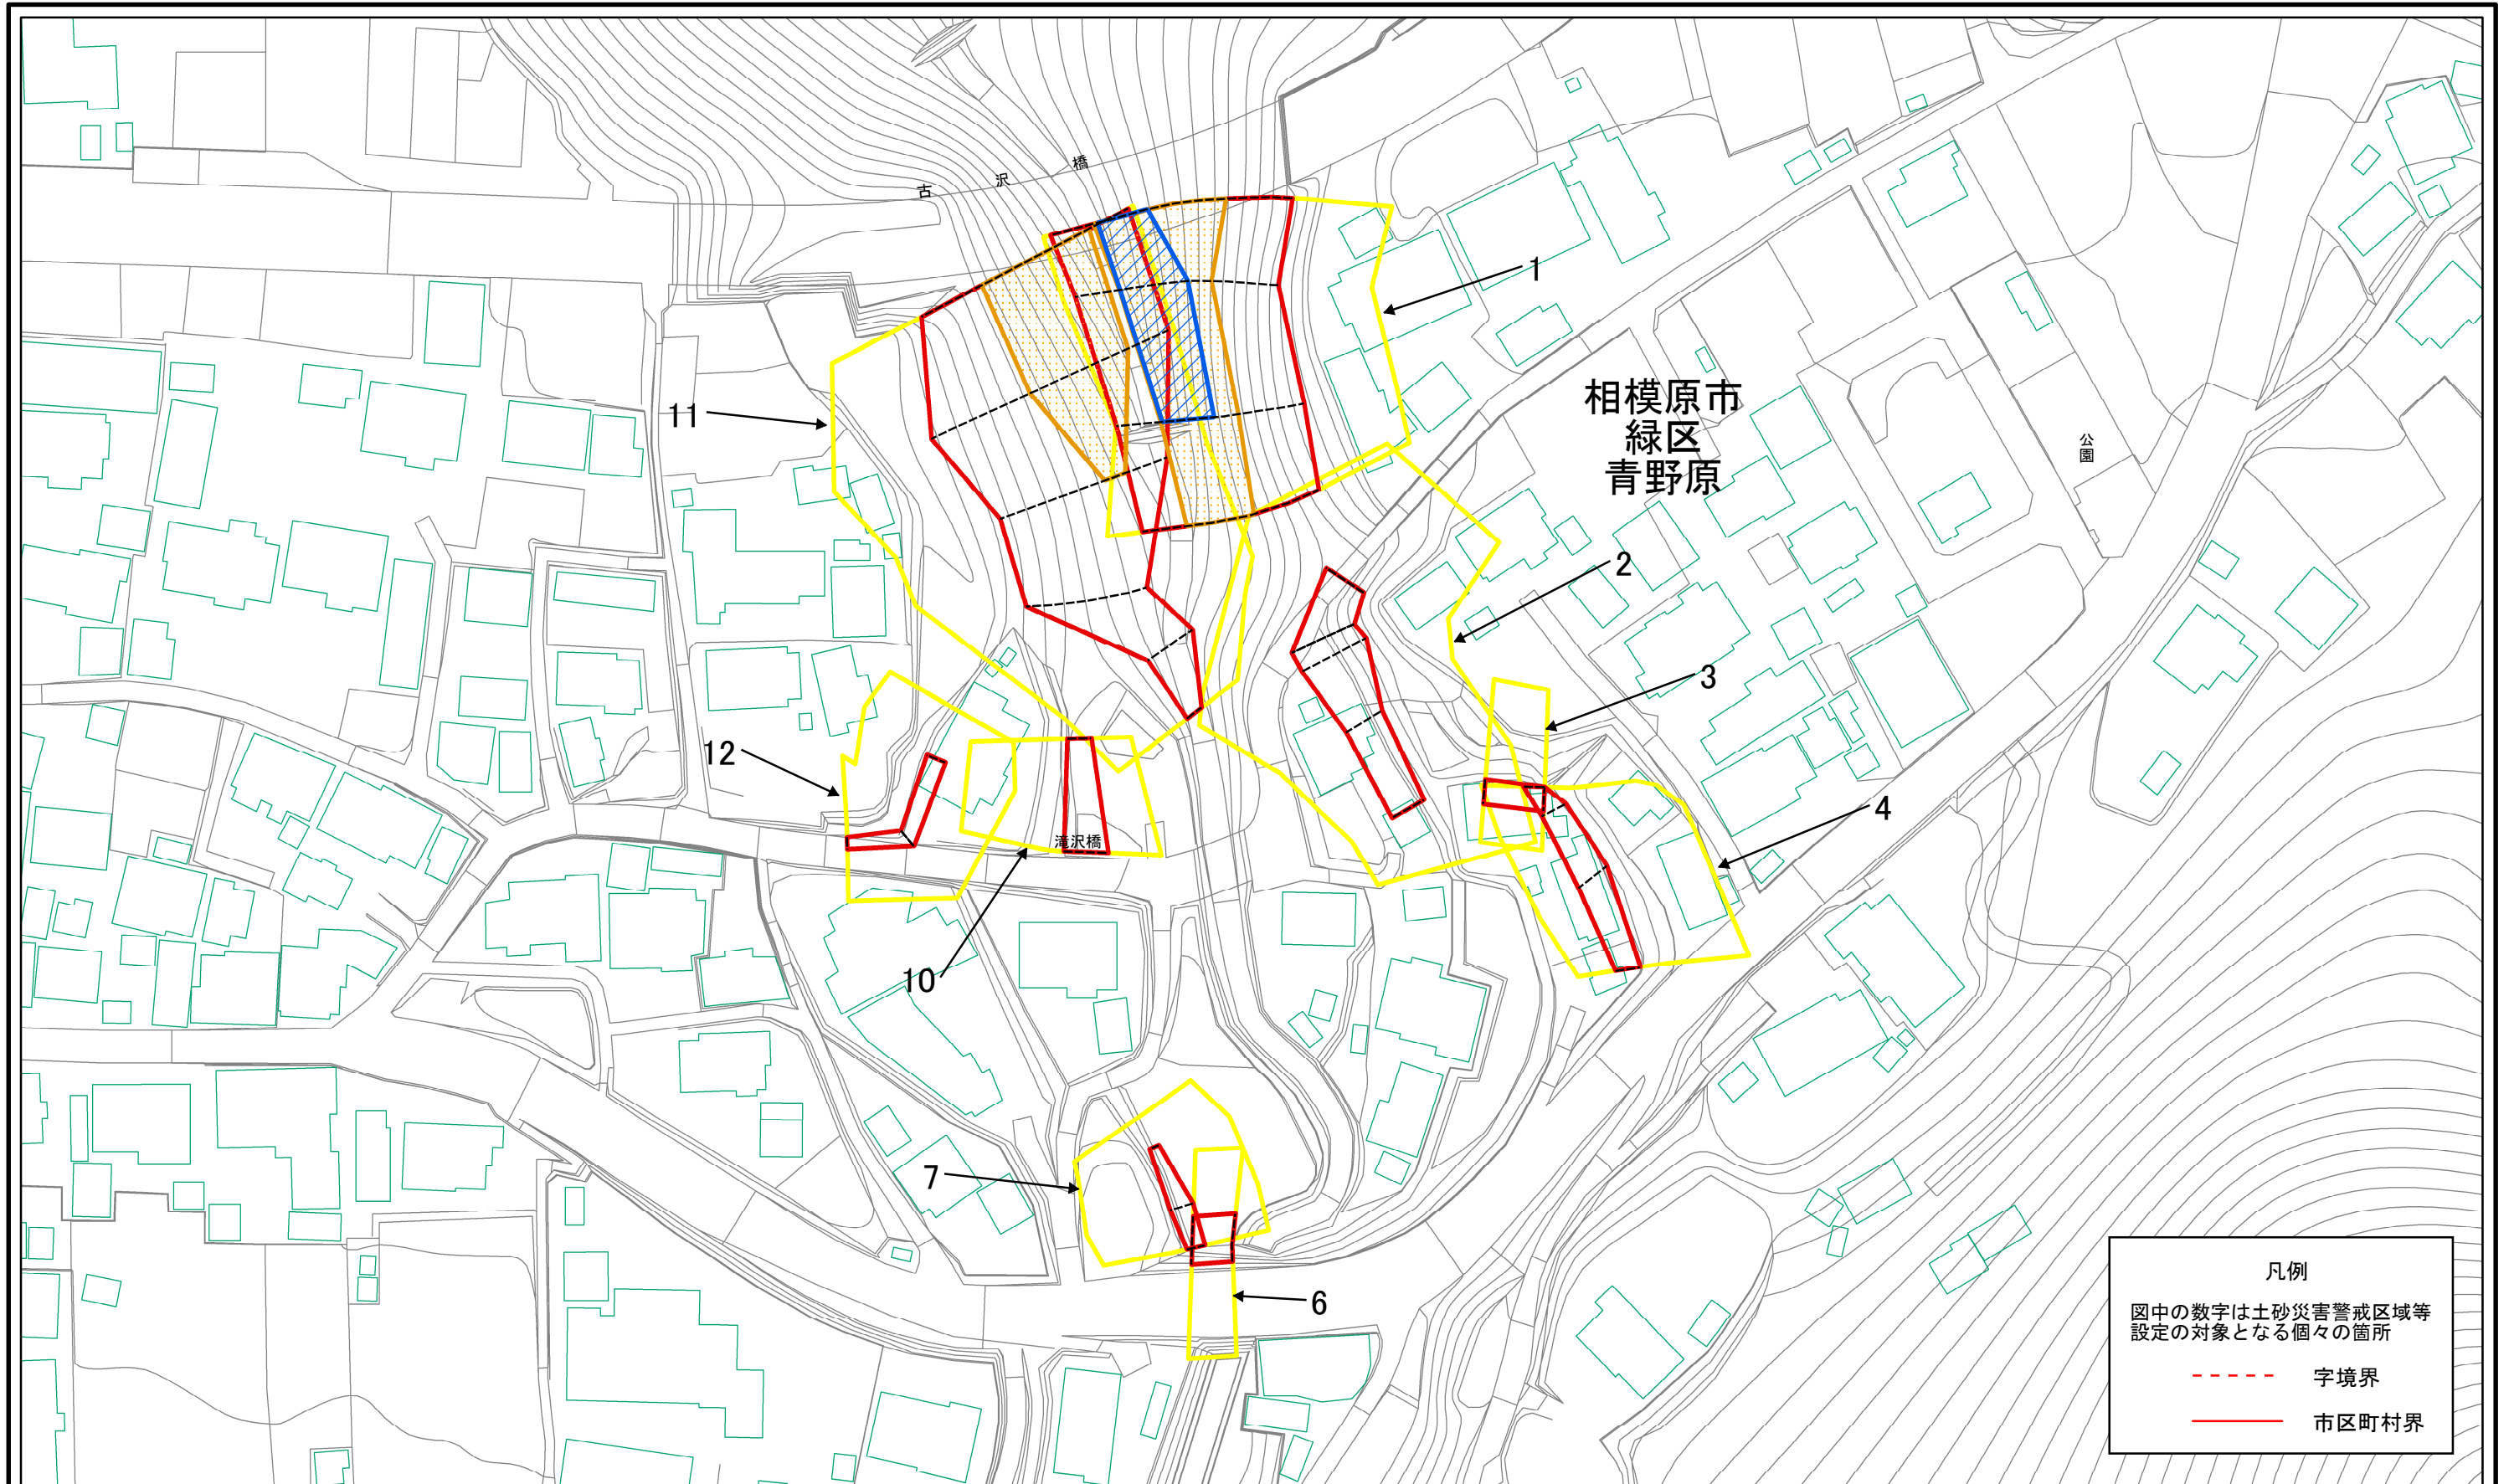 古沢橋
1
相模原市
緑区
青野原
公園
11
2
3
12
4
滝沢橋
10
7
6
凡例
図中の数字は土砂災害警戒区域等
設定の対象となる個々の箇所
字境界
市区町村界